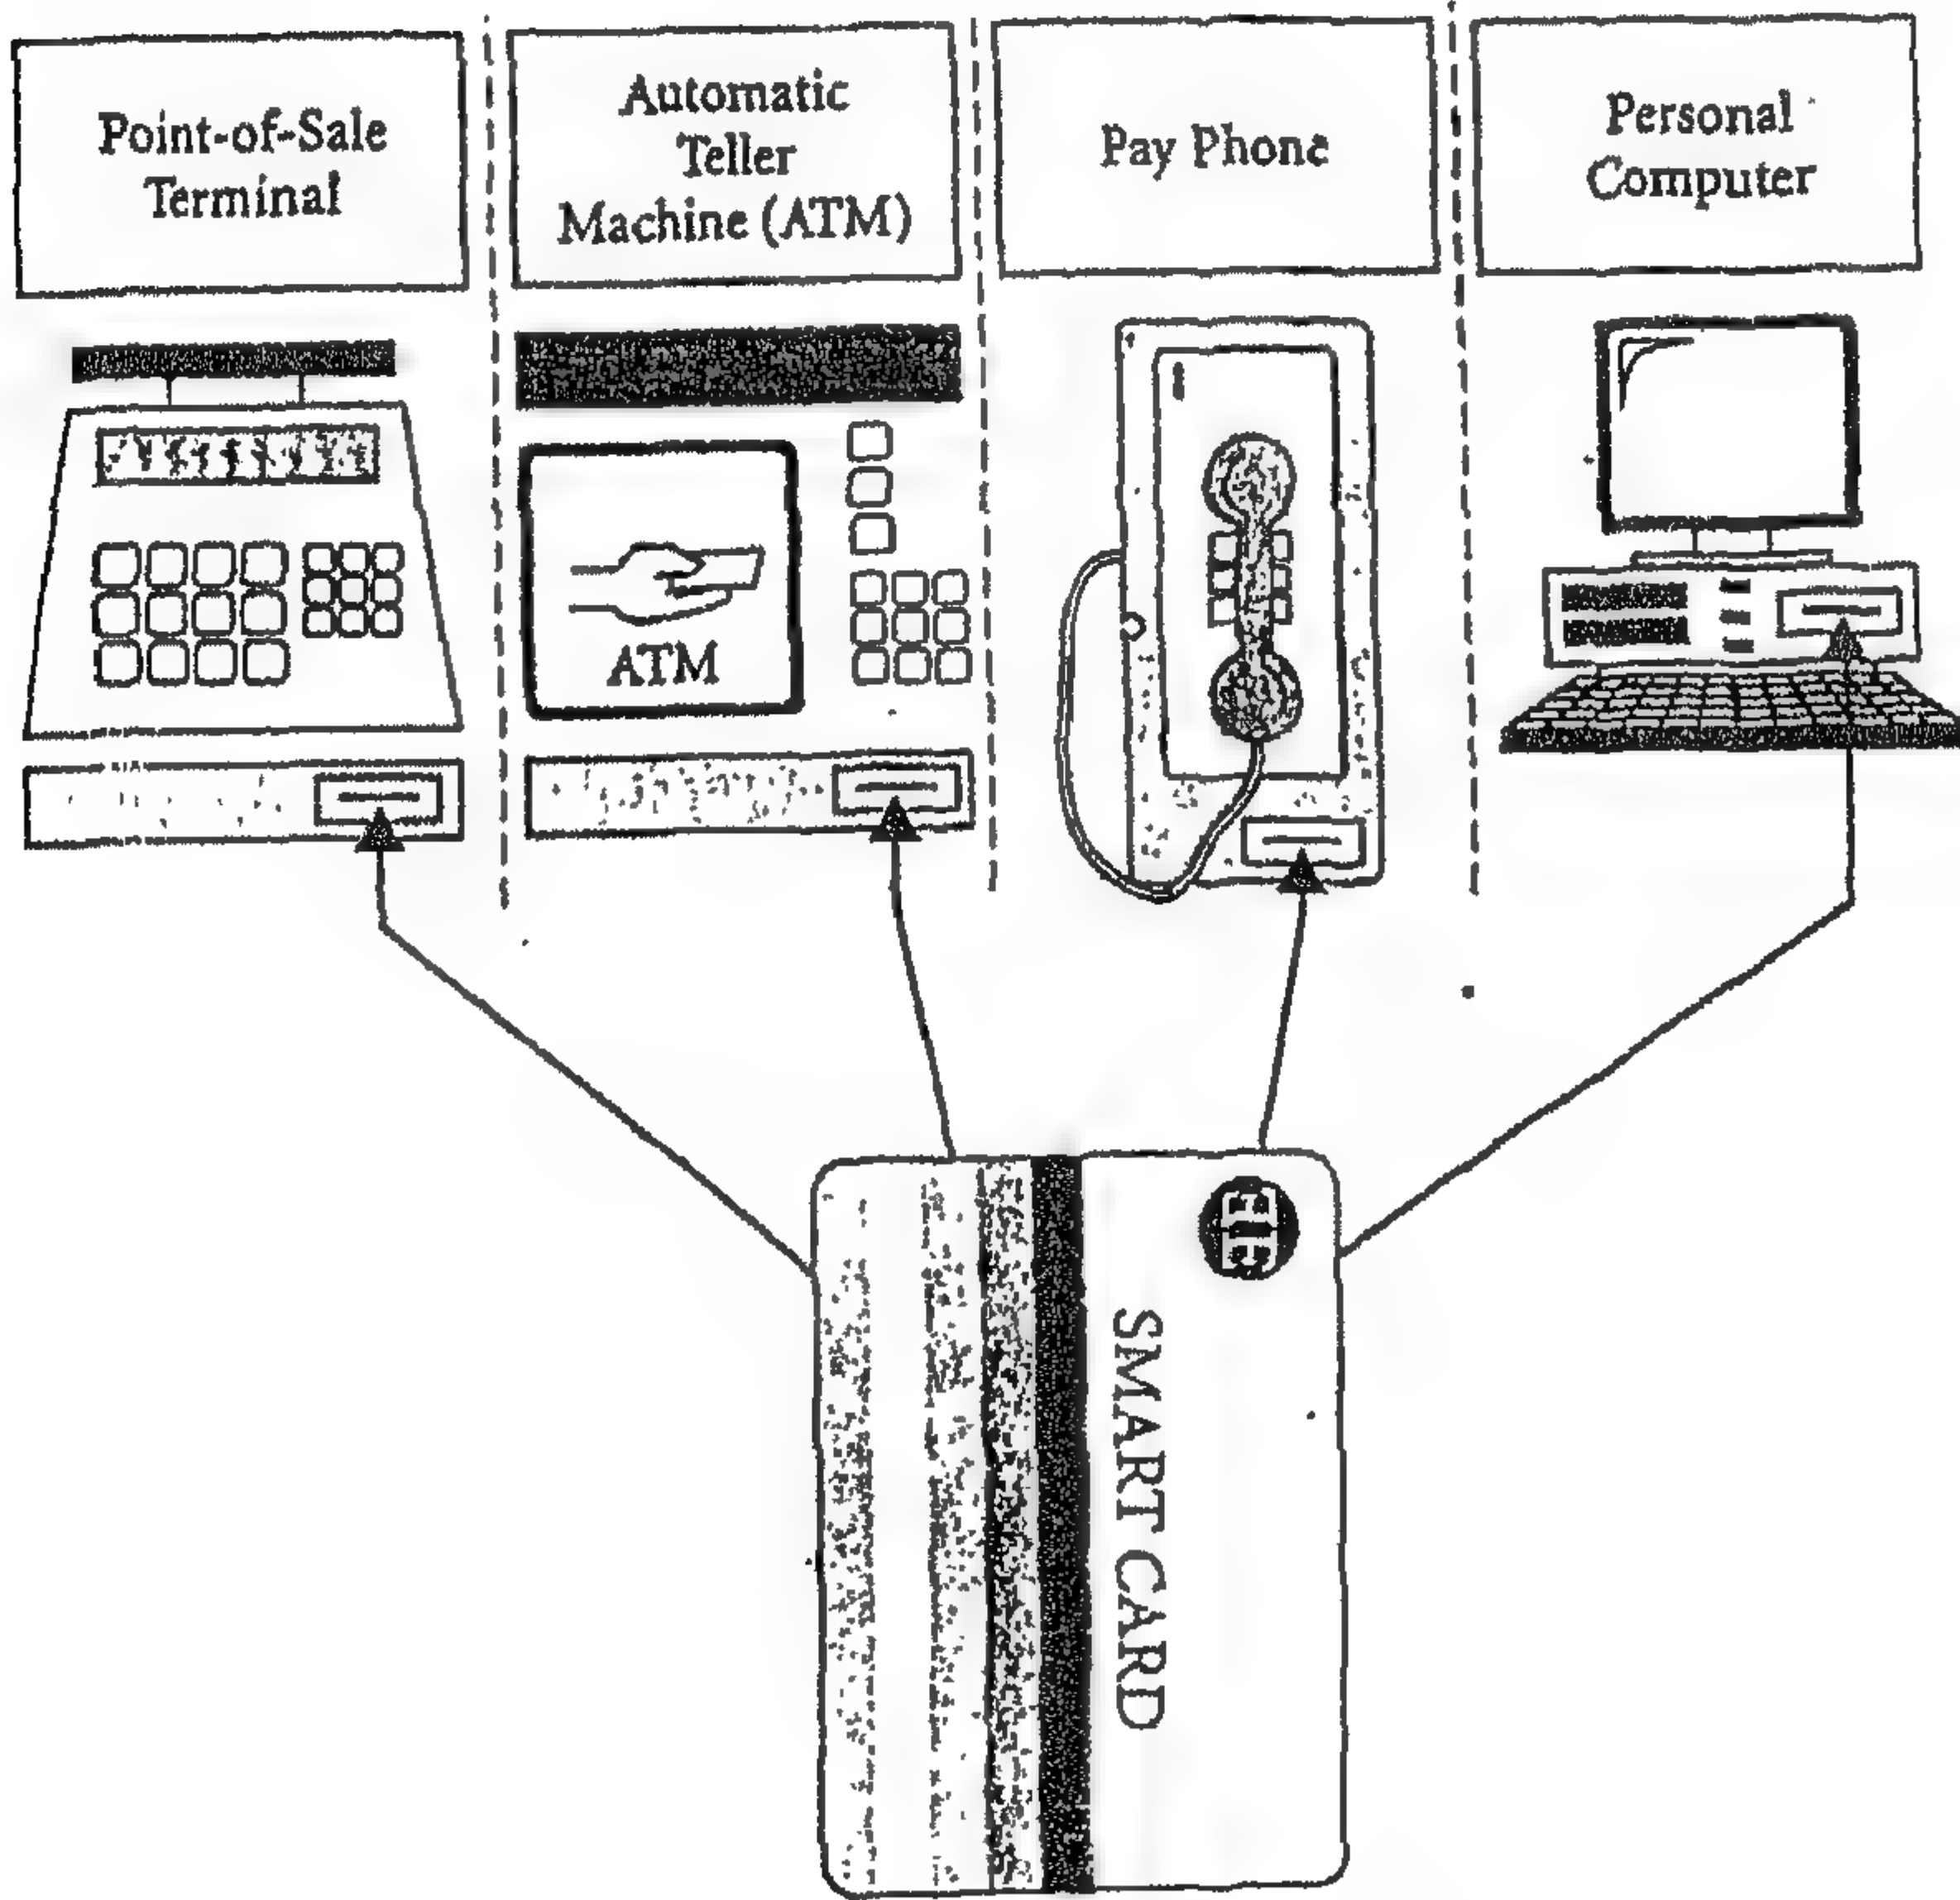 Point-of-Sale
Terminal
Automatic
Teller
Machine (ATM)
Pay Phone
Personal
Computer
ATM
SMART CARD